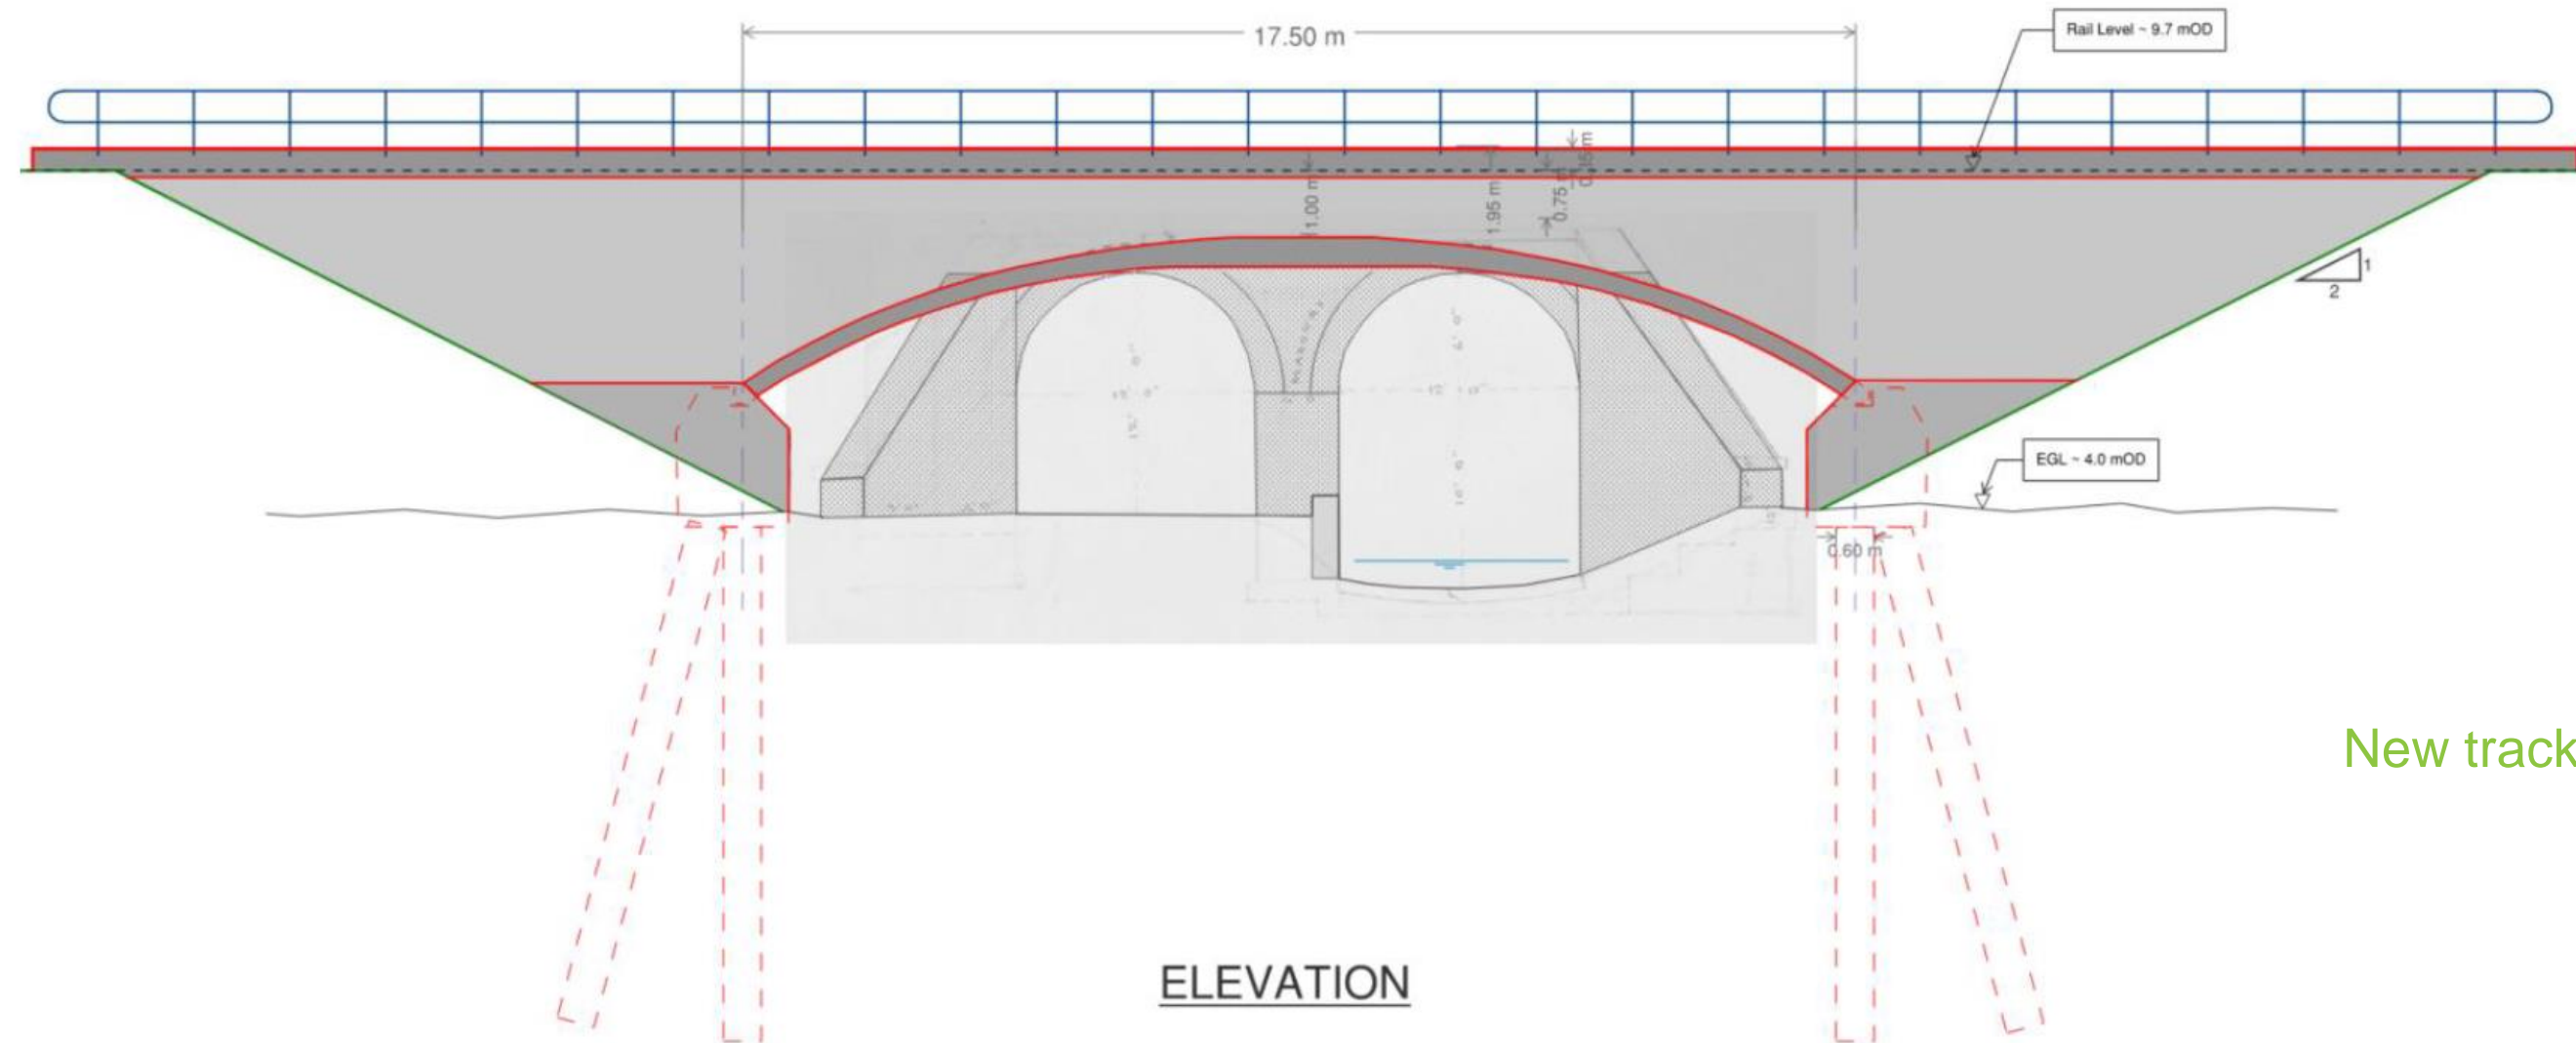 17.50 m
Rail Level ~ 9.7 mOD
1.00 m
1.95 m
0.75 m
1
2
EGL ~ 4.0 mOD
0.60 m
New track
ELEVATION